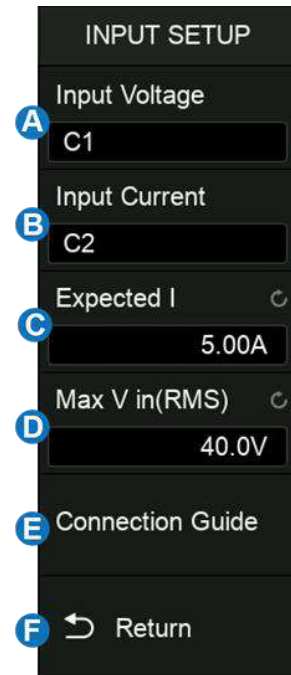 INPUT SETUP
Input Voltage
A
C1
Input Current
B
C2
Expected I
C
5.00A
Max V in(RMS)
D
40.0V
E Connection Guide
F Return